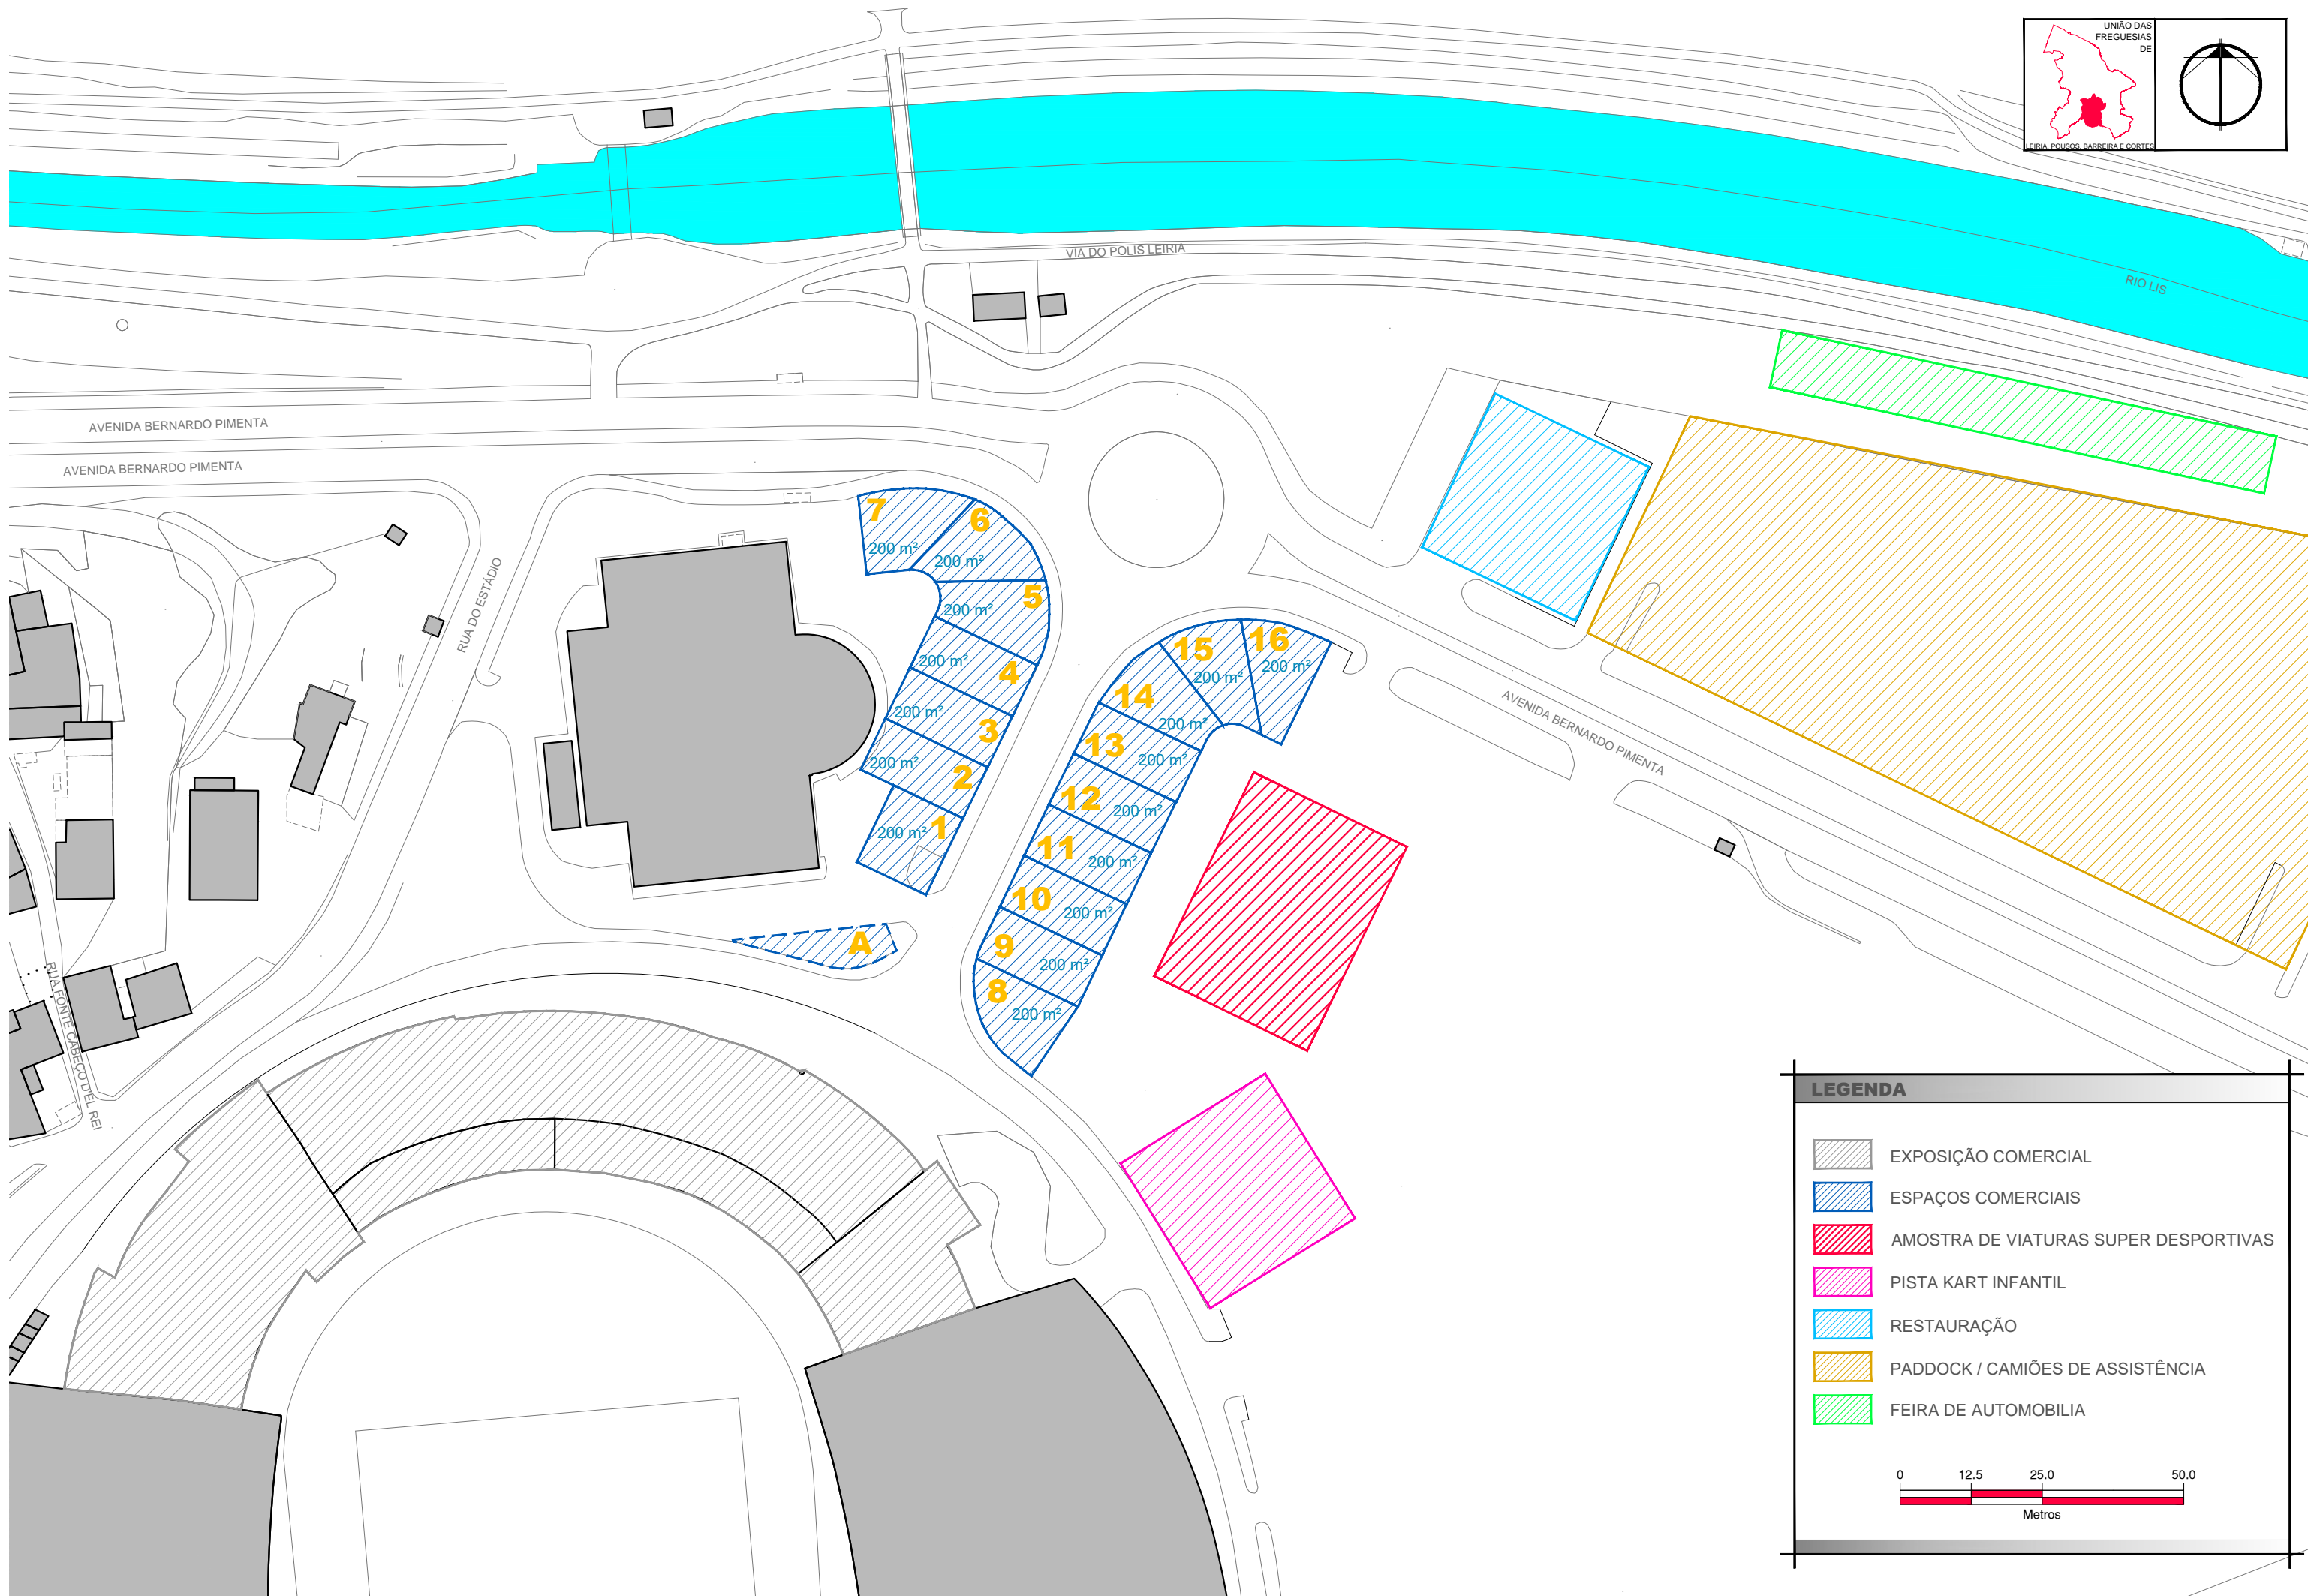 UNIÃO DAS
FREGUESIAS
DE
LEIRIA, POUSOS, BARREIRA E CORTES
VIA DO POLIS LEIRIA
RIO LIS
AVENIDA BERNARDO PIMENTA
AVENIDA BERNARDO PIMENTA
RUA DO ESTÁDIO
AVENIDA BERNARDO PIMENTA
RUA FONTE CABEÇO D'EL REI
7
200 m²
6
200 m²
5
200 m²
4
200 m²
3
200 m²
2
200 m²
1
200 m²
A
16
200 m²
15
200 m²
14
200 m²
13
200 m²
12
200 m²
11
200 m²
10
200 m²
9
200 m²
8
200 m²
LEGENDA
EXPOSIÇÃO COMERCIAL
ESPAÇOS COMERCIAIS
AMOSTRA DE VIATURAS SUPER DESPORTIVAS
PISTA KART INFANTIL
RESTAURAÇÃO
PADDOCK / CAMIÕES DE ASSISTÊNCIA
FEIRA DE AUTOMOBILIA
0 12.5 25.0 50.0
Metros